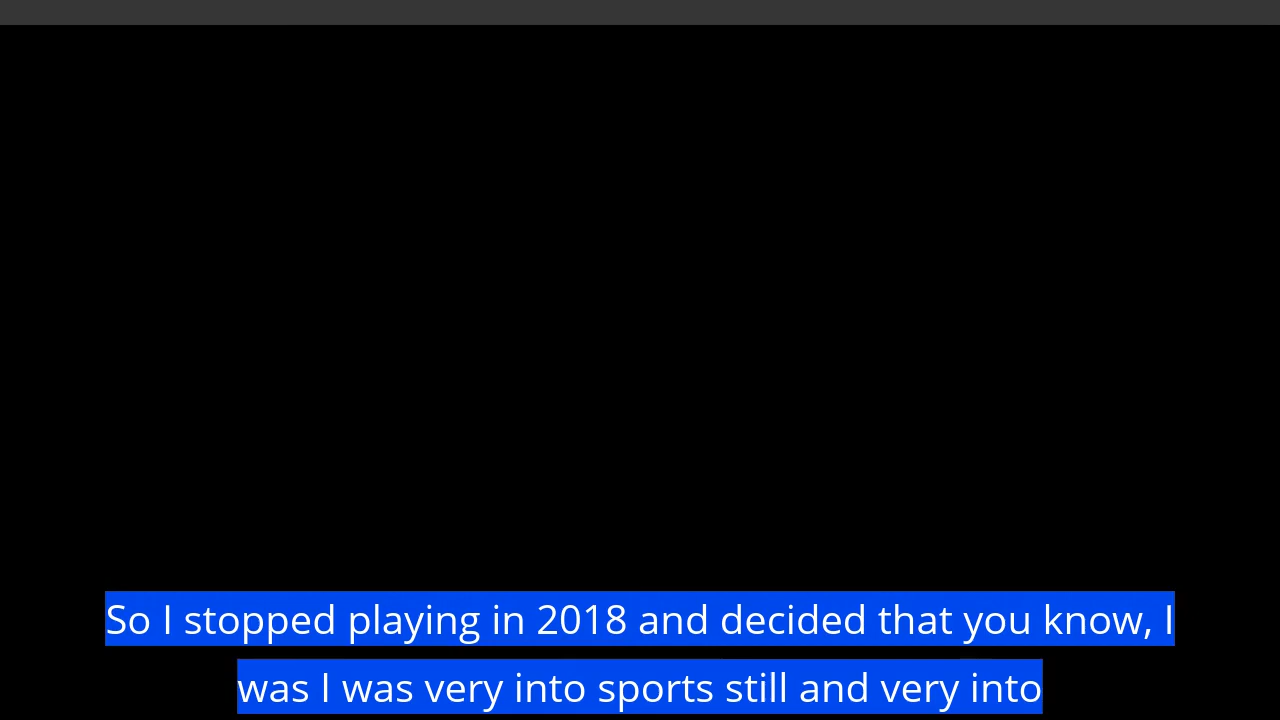 So I stopped playing in 2018 and decided that you know, I
was I was very into sports still and very into